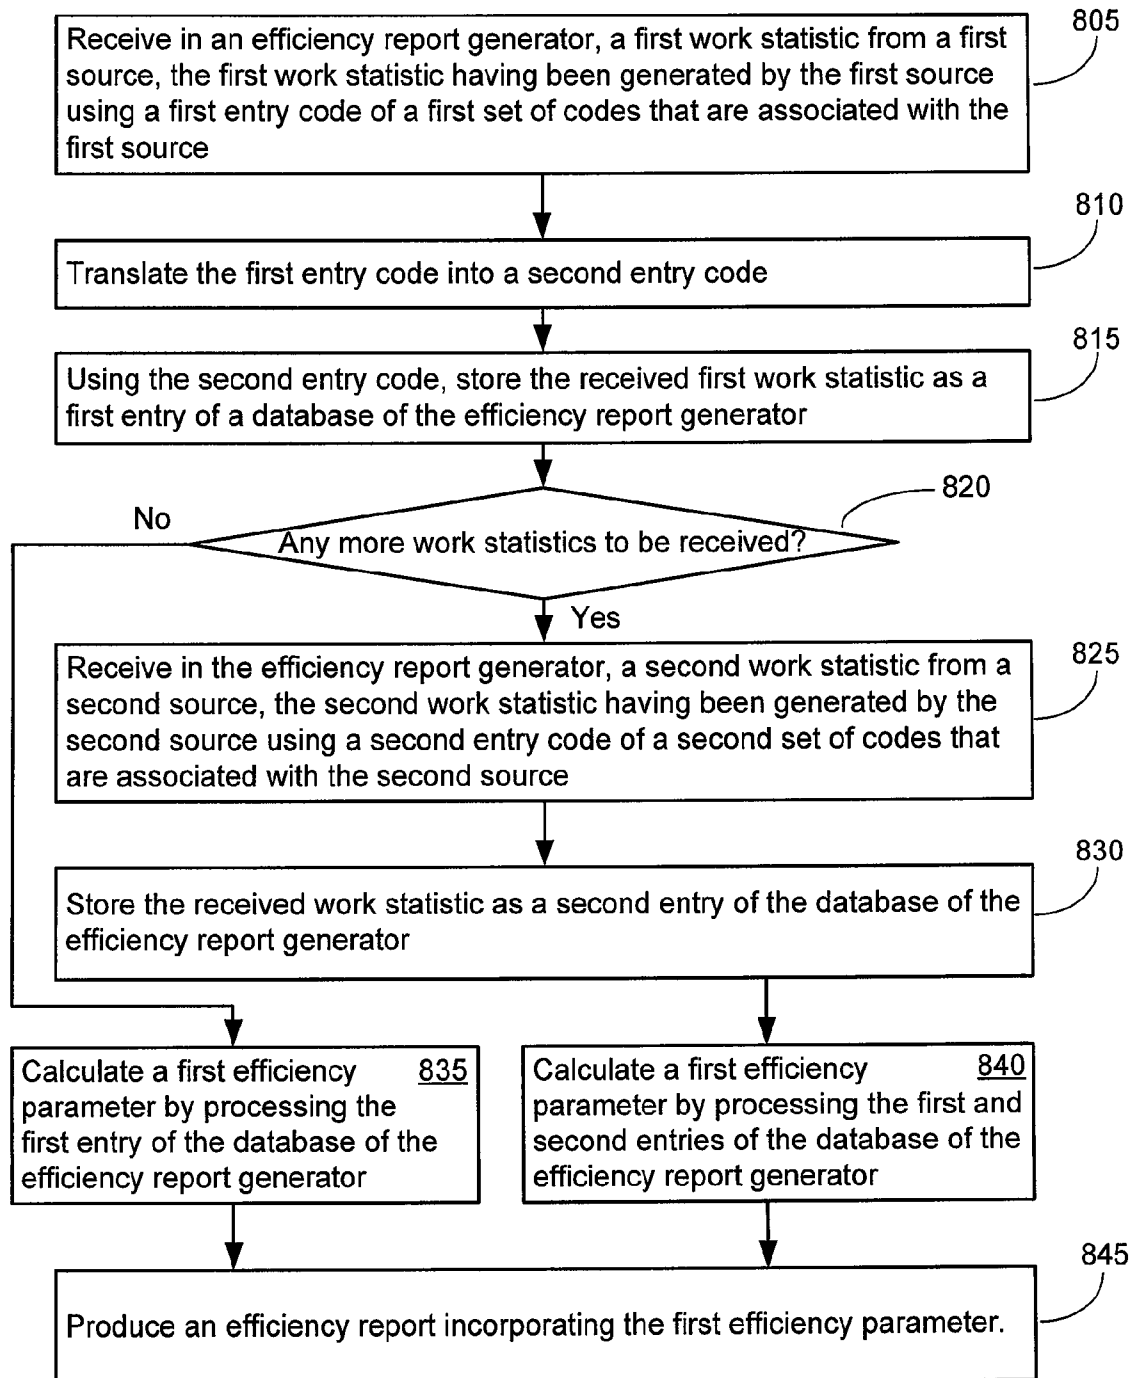 805
Receive in an efficiency report generator, a first work statistic from a first
source, the first work statistic having been generated by the first source
using a first entry code of a first set of codes that are associated with the
first source
810
Translate the first entry code into a second entry code
815
Using the second entry code, store the received first work statistic as a
first entry of a database of the efficiency report generator
820
No
Any more work statistics to be received?
Yes
825
Receive in the efficiency report generator, a second work statistic from a
second source, the second work statistic having been generated by the
second source using a second entry code of a second set of codes that
are associated with the second source
830
Store the received work statistic as a second entry of the database of the
efficiency report generator
Calculate a first efficiency 835
parameter by processing the
first entry of the database of the
efficiency report generator
Calculate a first efficiency 840
parameter by processing the first and
second entries of the database of the
efficiency report generator
845
Produce an efficiency report incorporating the first efficiency parameter.